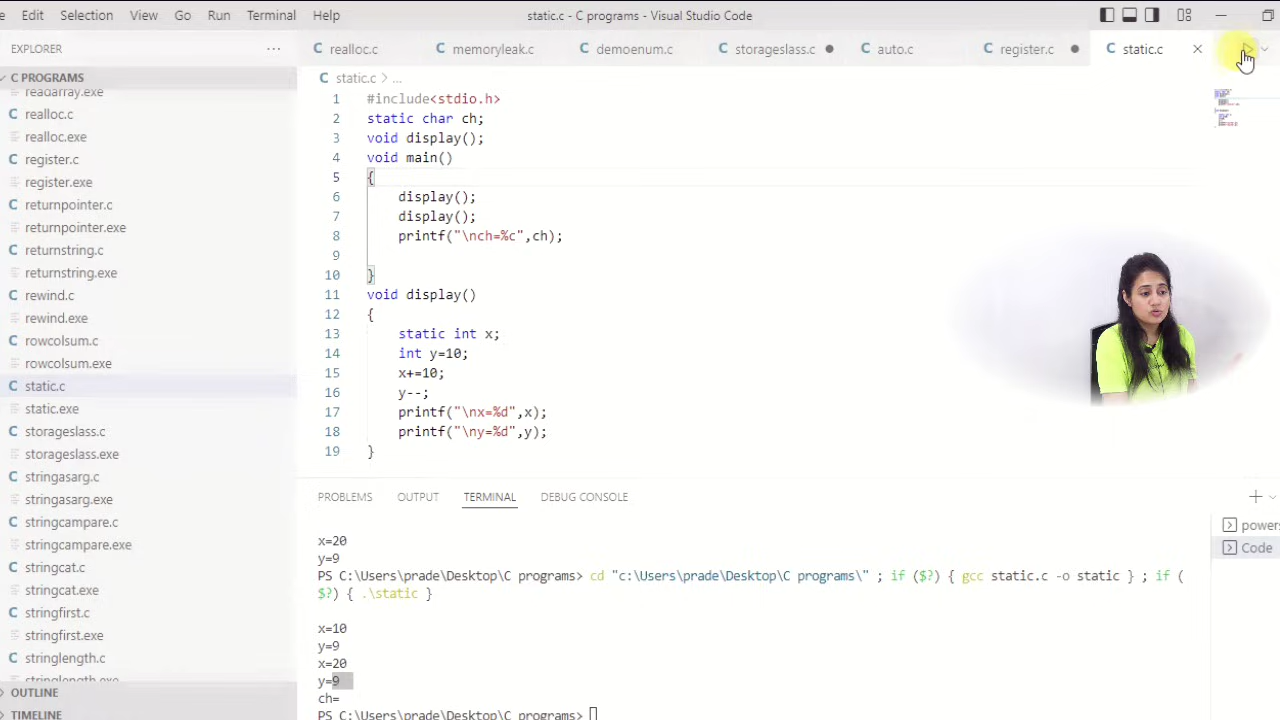 Edit Selection View Go Run Terminal Help static.c - C programs - Visual Studio Code
EXPLORER ... realloc.c memoryleak.c demoenum.c storageslass.c auto.c register.c static.c
C PROGRAMS
static.c > ...
readarray.exe
realloc.c
realloc.exe
register.c
register.exe
returnpointer.c
returnpointer.exe
returnstring.c
returnstring.exe
rewind.c
rewind.exe
rowcolsum.c
rowcolsum.exe
static.c
static.exe
storageslass.c
storageslass.exe
stringasarg.c
stringasarg.exe
stringcampare.c
stringcampare.exe
stringcat.c
stringcat.exe
stringfirst.c
stringfirst.exe
stringlength.c
stringlength.exe
OUTLINE
TIMELINE
1 #include<stdio.h>
2 static char ch;
3 void display();
4 void main()
5 {
6 display();
7 display();
8 printf("\nch=%c",ch);
9
10 }
11 void display()
12 {
13 static int x;
14 int y=10;
15 x+=10;
16 y--;
17 printf("\nx=%d",x);
18 printf("\ny=%d",y);
19 }
PROBLEMS OUTPUT TERMINAL DEBUG CONSOLE
x=20
y=9
PS C:\Users\prade\Desktop\C programs> cd "c:\Users\prade\Desktop\C programs\" ; if ($?) { gcc static.c -o static } ; if (
$?) { .\static }
x=10
y=9
x=20
y=9
ch=
PS C:\Users\prade\Desktop\C programs>
powers
Code